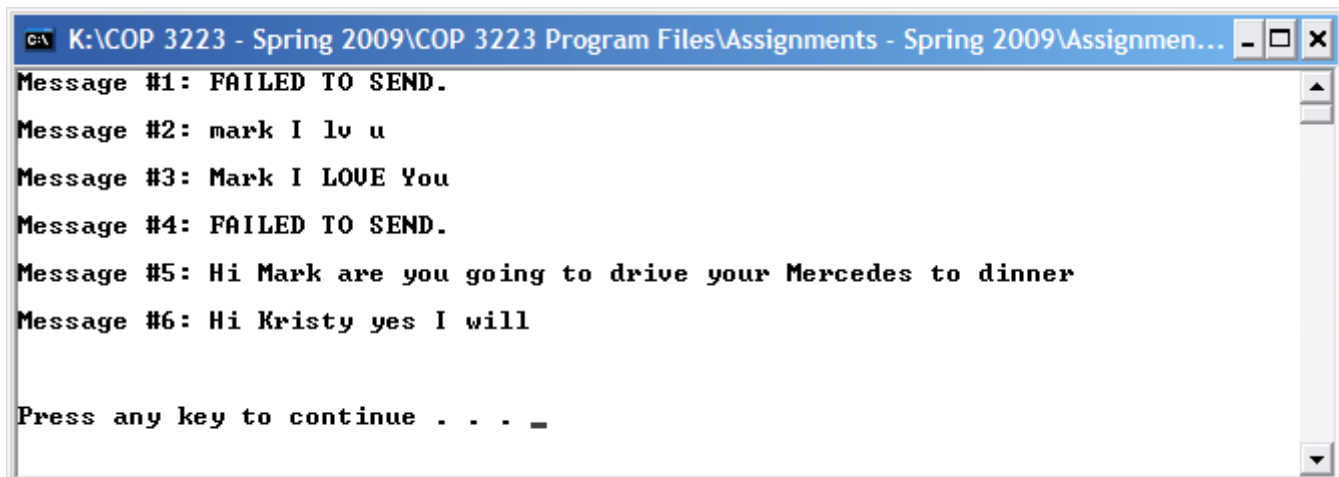 K:\COP 3223 - Spring 2009\COP 3223 Program Files\Assignments - Spring 2009\Assignmen...
Message #1: FAILED TO SEND.
Message #2: mark I lv u
Message #3: Mark I LOVE You
Message #4: FAILED TO SEND.
Message #5: Hi Mark are you going to drive your Mercedes to dinner
Message #6: Hi Kristy yes I will
Press any key to continue . . . _